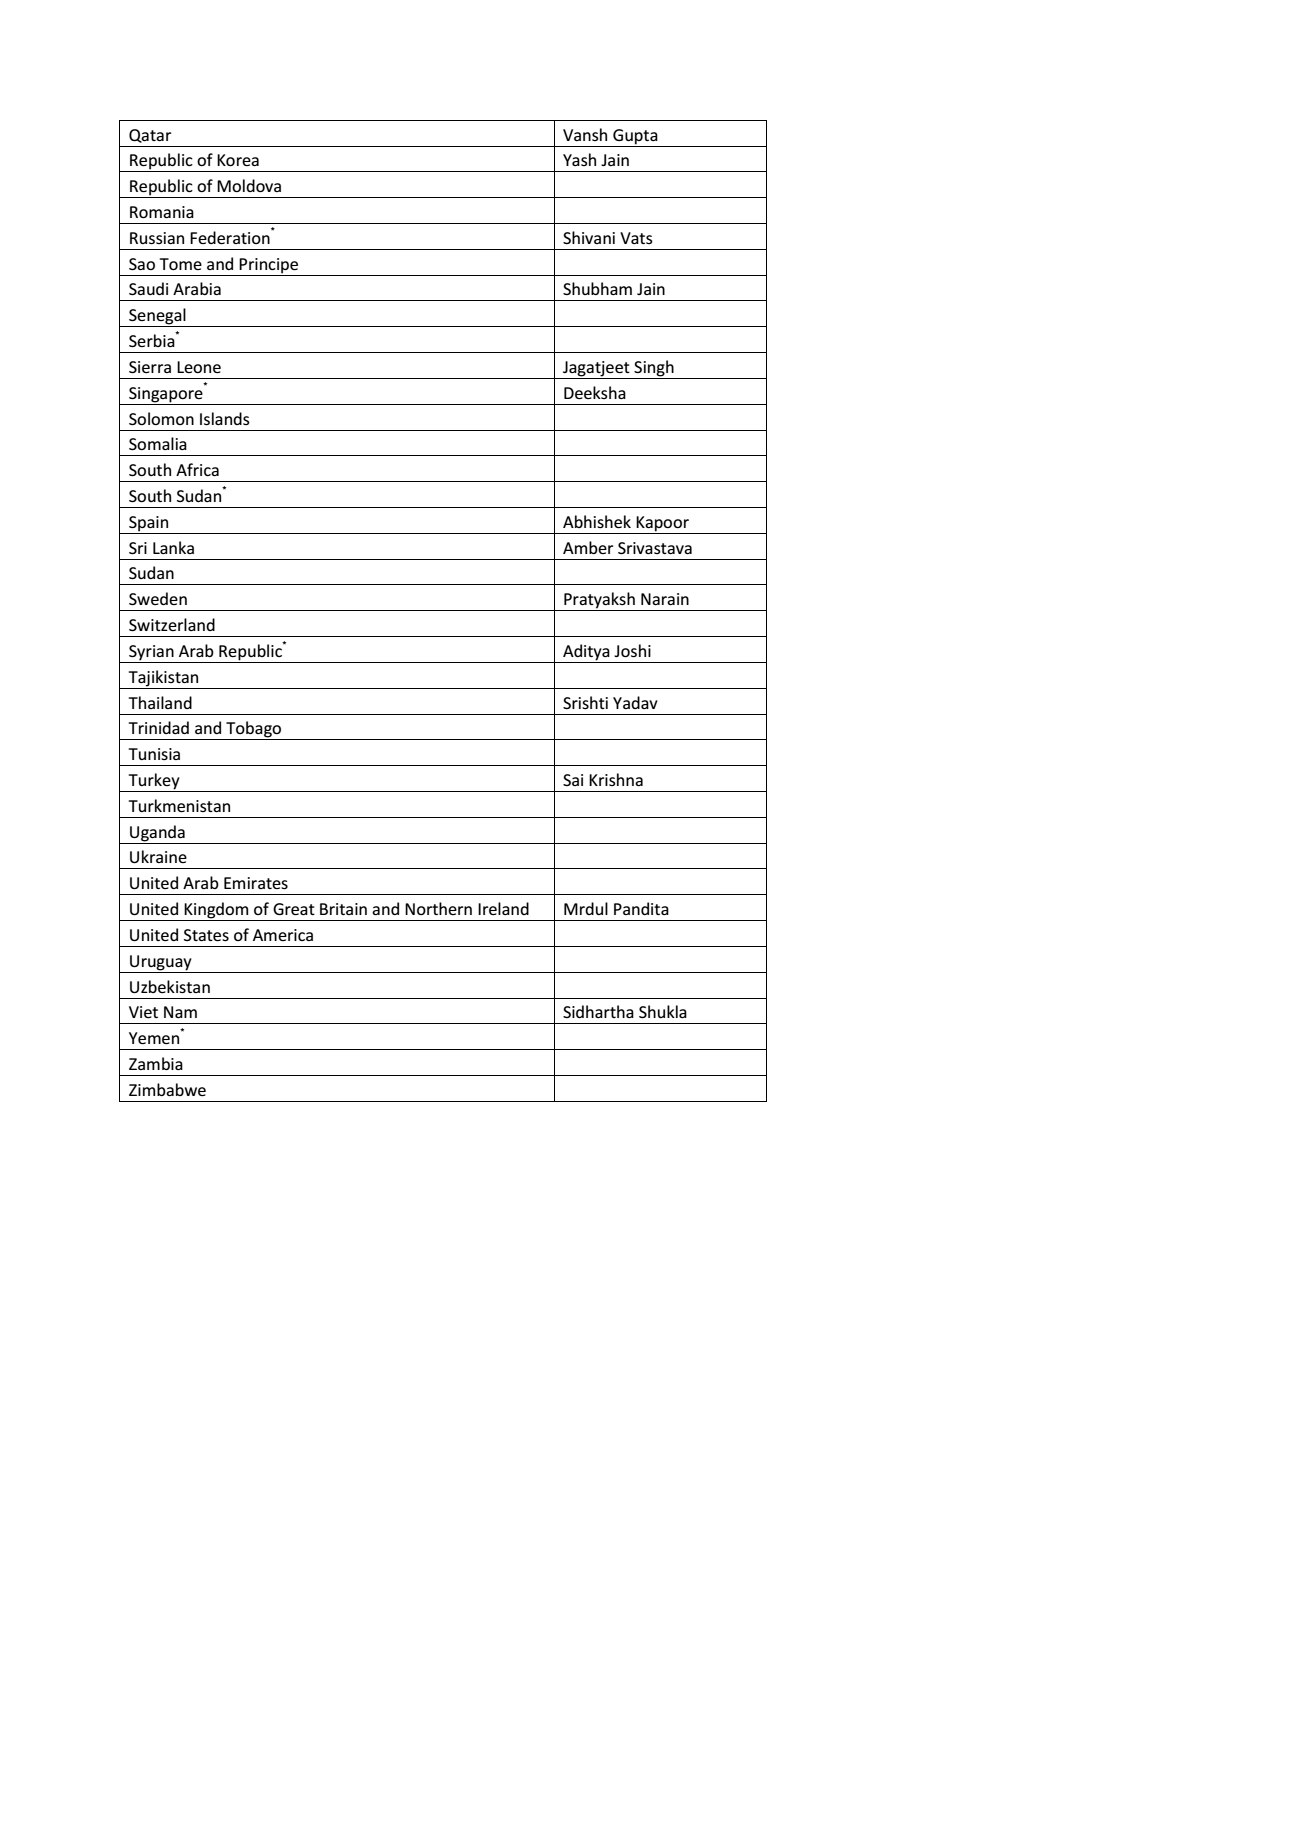 Qatar Vansh Gupta
Republic of Korea Yash Jain
Republic of Moldova
Romania
Russian Federation* Shivani Vats
Sao Tome and Principe
Saudi Arabia Shubham Jain
Senegal
Serbia*
Sierra Leone Jagatjeet Singh
Singapore* Deeksha
Solomon Islands
Somalia
South Africa
South Sudan*
Spain Abhishek Kapoor
Sri Lanka Amber Srivastava
Sudan
Sweden Pratyaksh Narain
Switzerland
Syrian Arab Republic* Aditya Joshi
Tajikistan
Thailand Srishti Yadav
Trinidad and Tobago
Tunisia
Turkey Sai Krishna
Turkmenistan
Uganda
Ukraine
United Arab Emirates
United Kingdom of Great Britain and Northern Ireland Mrdul Pandita
United States of America
Uruguay
Uzbekistan
Viet Nam Sidhartha Shukla
Yemen*
Zambia
Zimbabwe